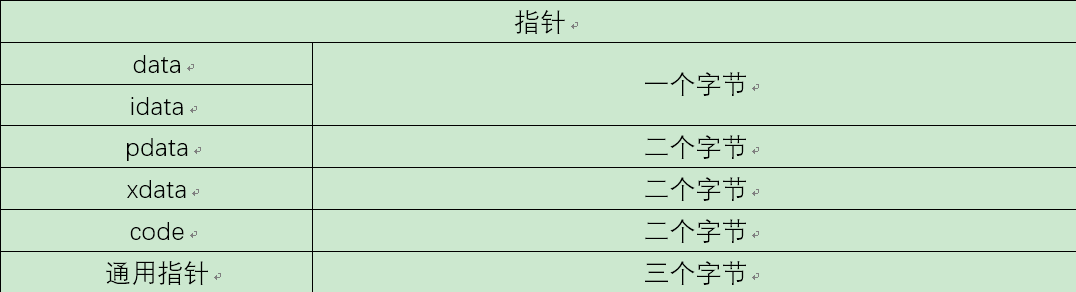 指针
data
一个字节
idata
pdata
二个字节
xdata
二个字节
code
二个字节
通用指针
三个字节